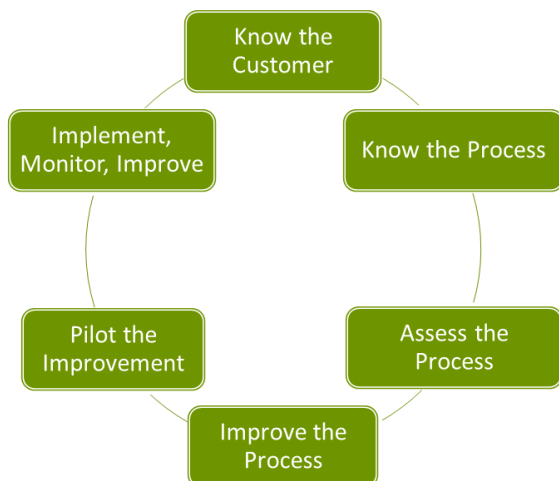 Know the
Customer
Know the Process
Assess the
Process
Improve the
Process
Pilot the
Improvement
Implement,
Monitor, Improve